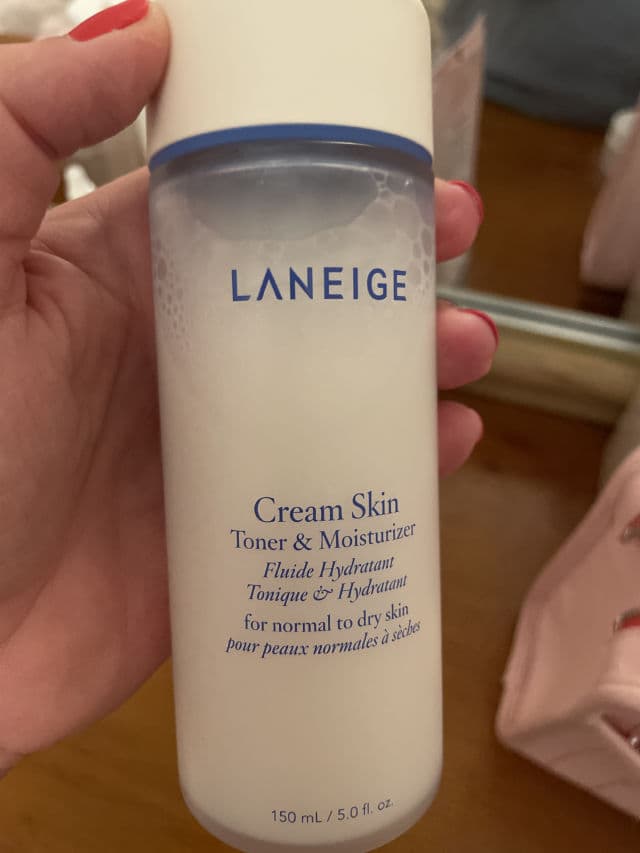 LANEIGE
Cream Skin
Toner & Moisturizer
Fluide Hydratant
Tonique & Hydratant
for normal to dry skin
pour peaux normales à sèches
150 mL / 5.0 fl. oz.